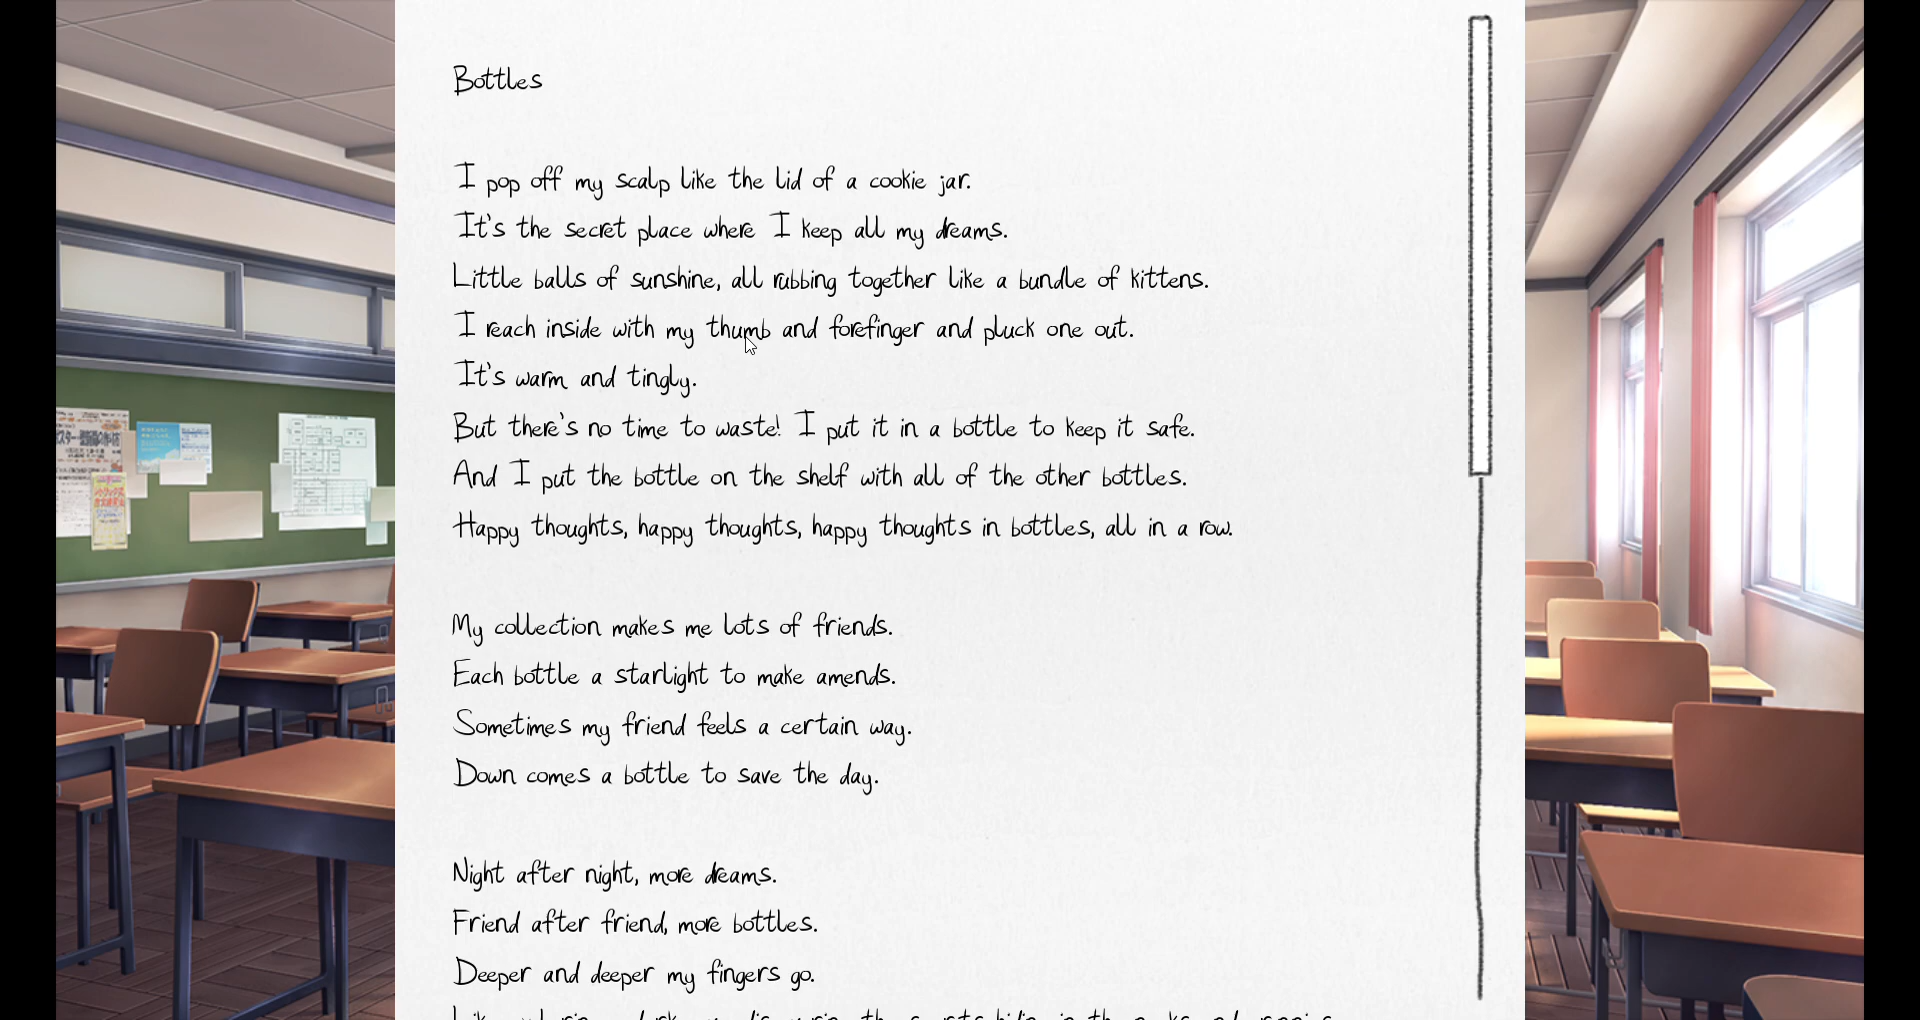 Bottles
I pop off my scalp like the lid of a cookie jar.
It's the secret place where I keep all my dreams.
Little balls of sunshine, all rubbing together like a bundle of kittens.
I reach inside with my thumb and forefinger and pluck one out.
It's warm and tingly.
But there's no time to waste! I put it in a bottle to keep it safe.
And I put the bottle on the shelf with all of the other bottles.
Happy thoughts, happy thoughts, happy thoughts in bottles, all in a row.
My collection makes me lots of friends.
Each bottle a starlight to make amends.
Sometimes my friend feels a certain way.
Down comes a bottle to save the day.
Night after night, more dreams.
Friend after friend, more bottles.
Deeper and deeper my fingers go.